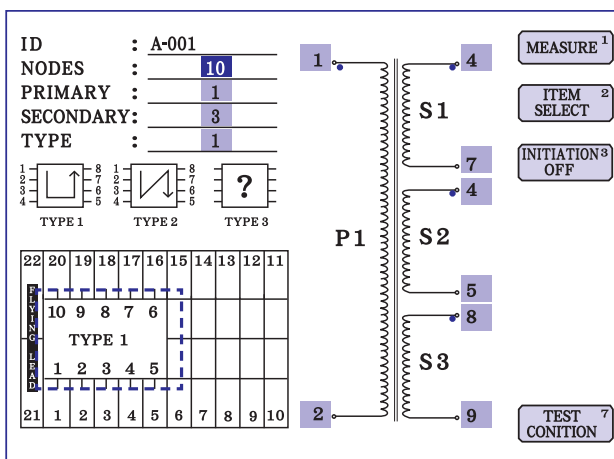 ID : A-001
NODES : 10
PRIMARY : 1
SECONDARY: 3
TYPE : 1
1 2 3 4 8 7 6 5
TYPE 1
1 2 3 4 8 7 6 5
TYPE 2
?
TYPE 3
22 20 19 18 17 16 15 14 13 12 11
FLYING LEAD
10 9 8 7 6
TYPE 1
1 2 3 4 5
21 1 2 3 4 5 6 7 8 9 10
1
P1
2
4
S1
7
4
S2
5
8
S3
9
MEASURE 1
ITEM 2
SELECT
INITIATION 3
OFF
TEST 7
CONITION